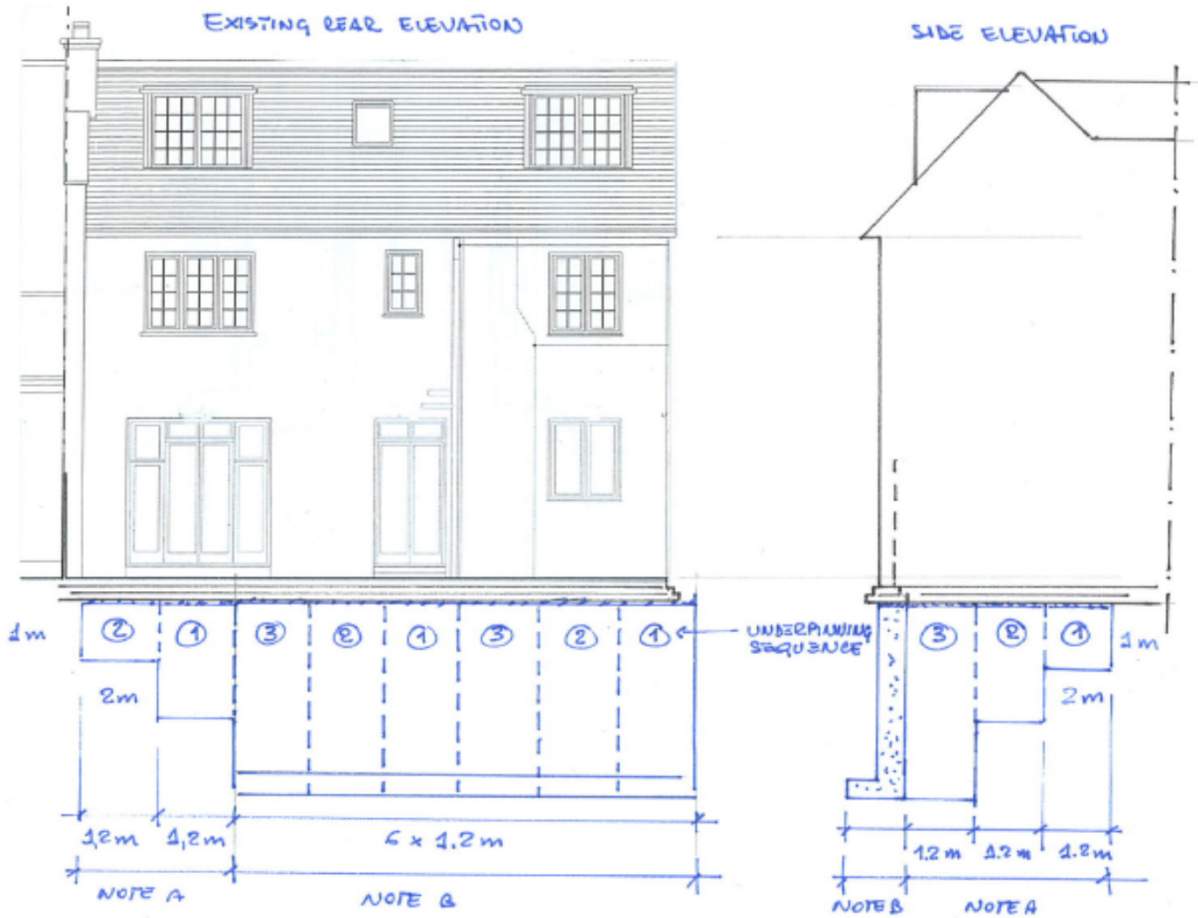 EXISTING REAR ELEVATION
SIDE ELEVATION
1m
② ① ③ ② ① ③ ② ①
UNDERPINNING
SEQUENCE
③ ② ①
1m
2m
2m
1,2m 1,2m
6 x 1.2m
1.2m 1.2m 1.2m
NOTE A
NOTE B
NOTE B
NOTE A